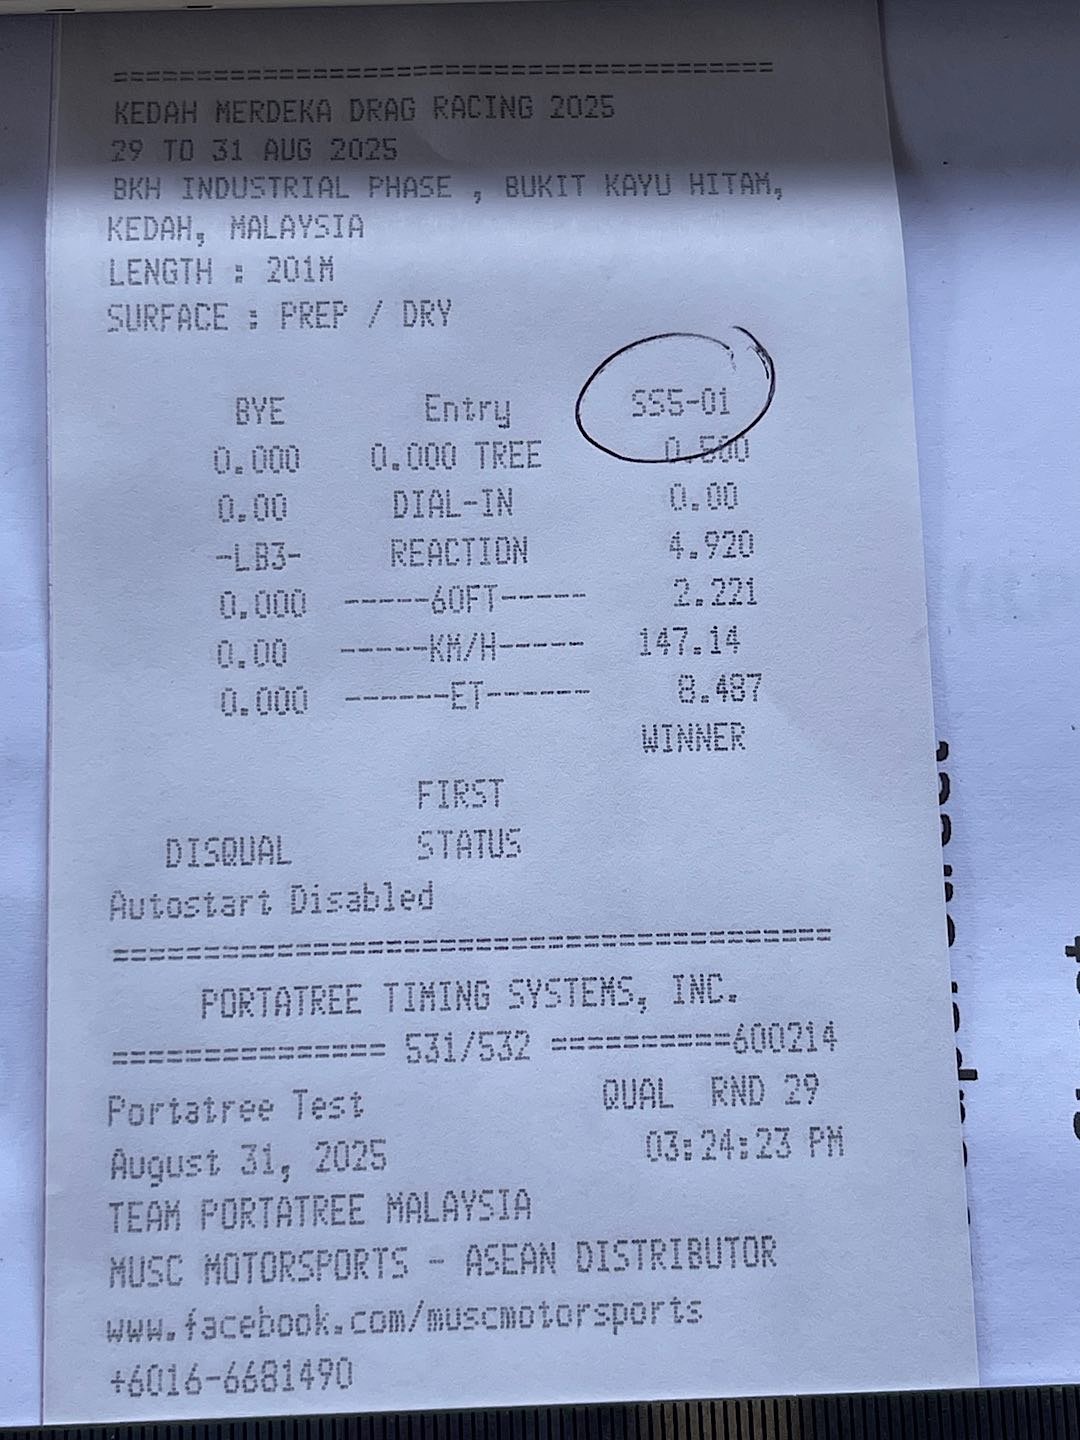 =======================================
KEDAH MERDEKA DRAG RACING 2025
29 TO 31 AUG 2025
BKH INDUSTRIAL PHASE , BUKIT KAYU HITAM,
KEDAH, MALAYSIA
LENGTH : 201M
SURFACE : PREP / DRY
BYE Entry SS5-01
0.000 0.000 TREE 0.500
0.00 DIAL-IN 0.00
-LB3- REACTION 4.920
0.000 -----60FT----- 2.221
0.00 -----KM/H----- 147.14
0.000 ------ET------ 8.487
WINNER
FIRST
DISQUAL STATUS
Autostart Disabled
=======================================
PORTATREE TIMING SYSTEMS, INC.
=============== 531/532 ==========600214
Portatree Test QUAL RND 29
August 31, 2025 03:24:23 PM
TEAM PORTATREE MALAYSIA
MUSC MOTORSPORTS - ASEAN DISTRIBUTOR
www.facebook.com/muscmotorsports
+6016-6681490